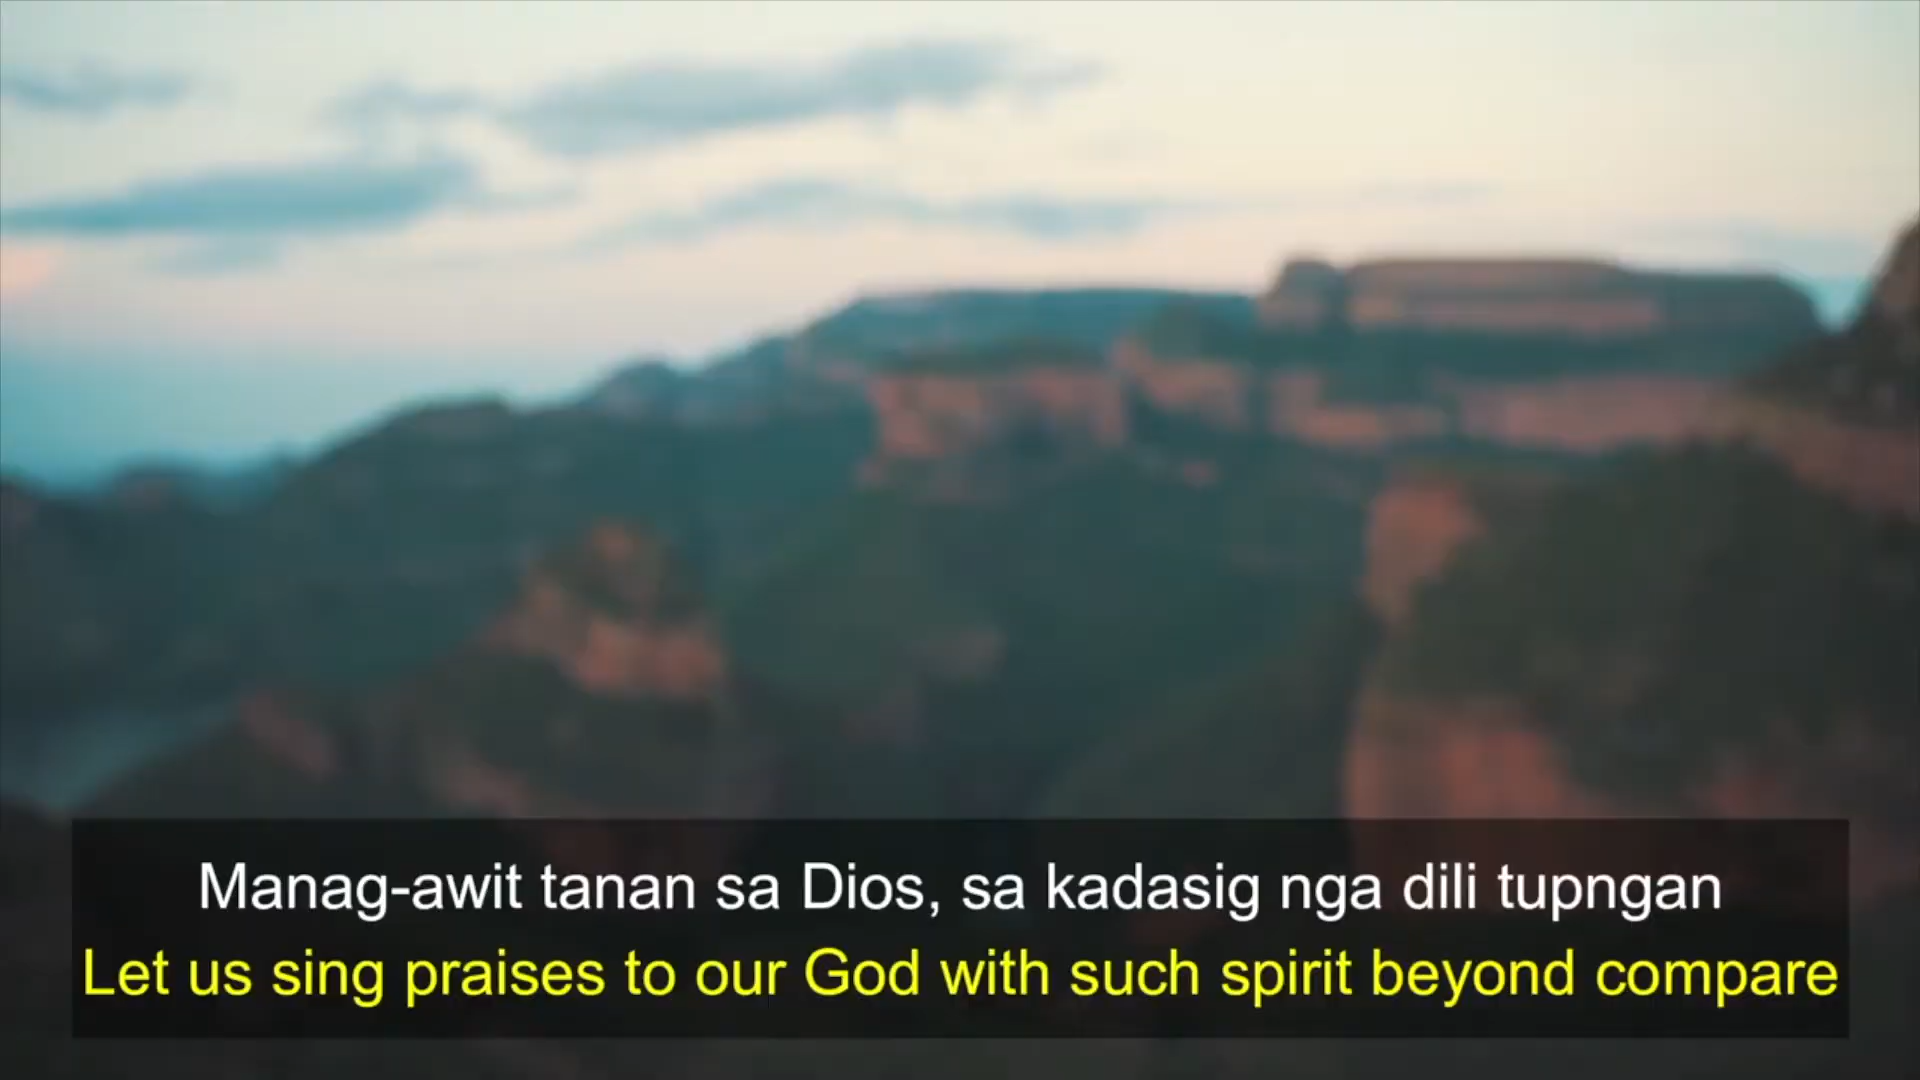 Manag-awit tanan sa Dios, sa kadasig nga dili tupngan
Let us sing praises to our God with such spirit beyond compare